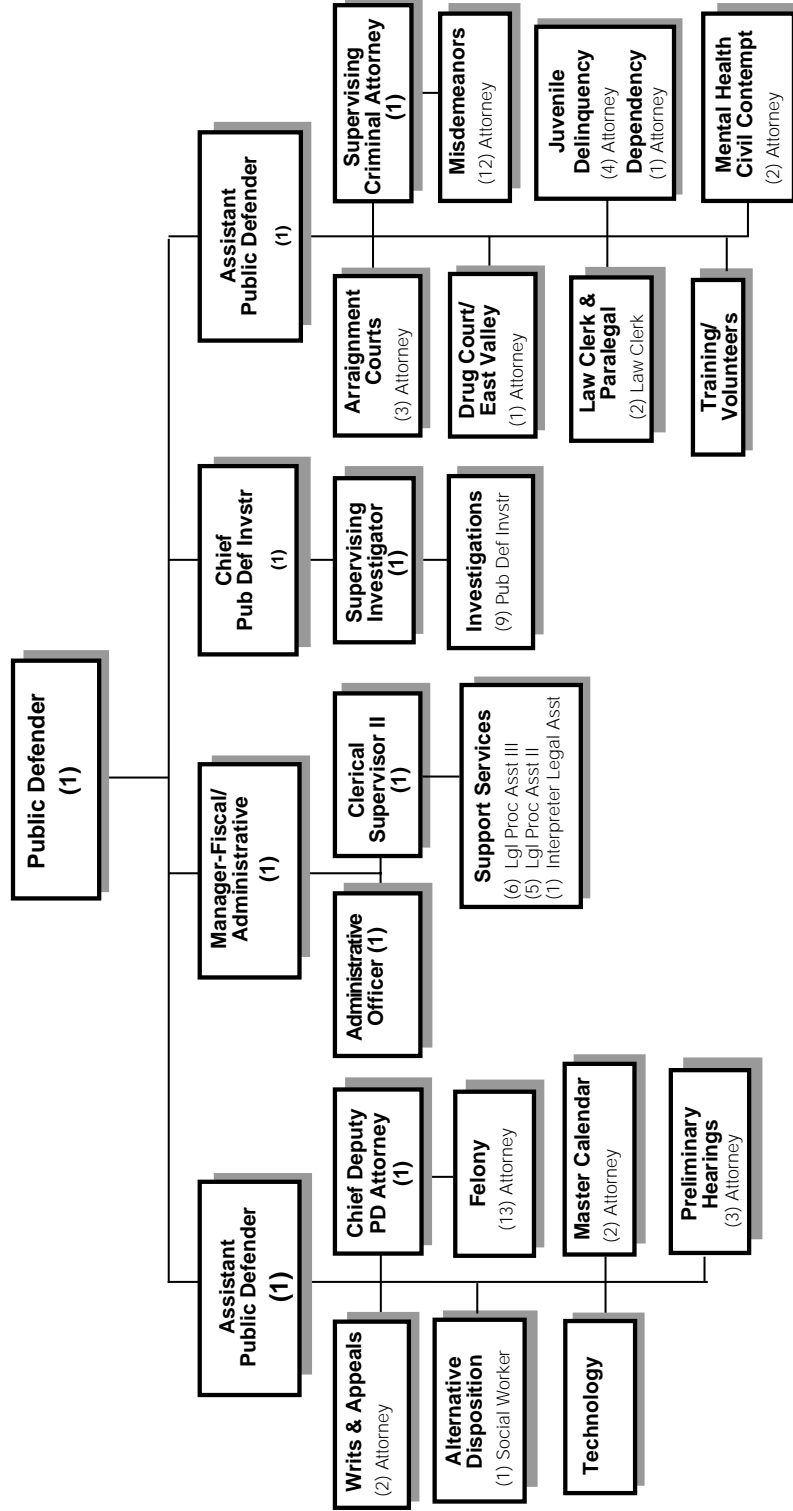 Public Defender
(1)
Assistant
Public Defender
(1)
Writs & Appeals
(2) Attorney
Chief Deputy
PD Attorney
(1)
Felony
(13) Attorney
Alternative
Disposition
(1) Social Worker
Master Calendar
(2) Attorney
Technology
Preliminary
Hearings
(3) Attorney
Manager-Fiscal/
Administrative
(1)
Administrative
Officer (1)
Clerical
Supervisor II
(1)
Support Services
(6) Lgl Proc Asst III
(5) Lgl Proc Asst II
(1) Interpreter Legal Asst
Chief
Pub Def Invstr
(1)
Supervising
Investigator
(1)
Investigations
(9) Pub Def Invstr
Assistant
Public Defender
(1)
Arraignment
Courts
(3) Attorney
Supervising
Criminal Attorney
(1)
Misdemeanors
(12) Attorney
Drug Court/
East Valley
(1) Attorney
Juvenile
Delinquency
(4) Attorney
Dependency
(1) Attorney
Law Clerk &
Paralegal
(2) Law Clerk
Mental Health
Civil Contempt
(2) Attorney
Training/
Volunteers